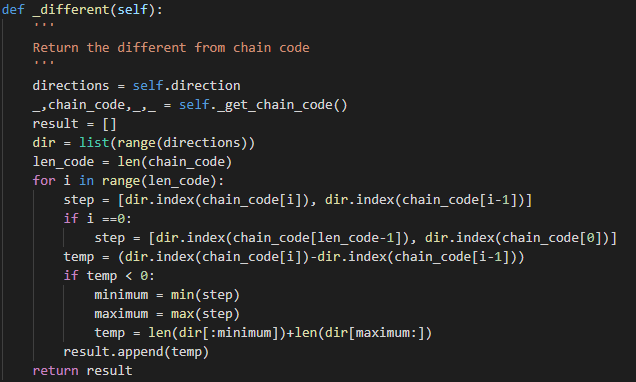 def _different(self):
    '''
    Return the different from chain code
    '''
    directions = self.direction
    _,chain_code,_,_ = self._get_chain_code()
    result = []
    dir = list(range(directions))
    len_code = len(chain_code)
    for i in range(len_code):
        step = [dir.index(chain_code[i]), dir.index(chain_code[i-1])]
        if i ==0:
            step = [dir.index(chain_code[len_code-1]), dir.index(chain_code[0])]
        temp = (dir.index(chain_code[i])-dir.index(chain_code[i-1]))
        if temp < 0:
            minimum = min(step)
            maximum = max(step)
            temp = len(dir[:minimum])+len(dir[maximum:])
        result.append(temp)
    return result